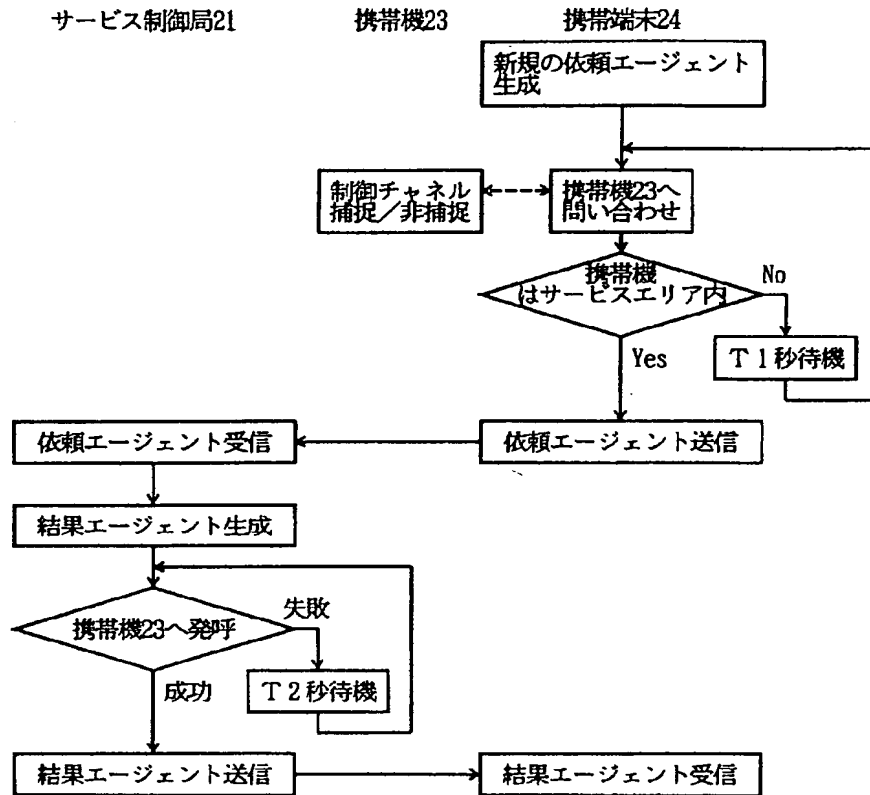 サービス制御局21 携帯機23 携帯端末24
新規の依頼エージェント
生成
制御チャネル
捕捉/非捕捉
携帯機23へ
問い合わせ
携帯機
はサービスエリア内
No
Yes
T1秒待機
依頼エージェント受信
依頼エージェント送信
結果エージェント生成
携帯機23へ発呼
失敗
成功
T2秒待機
結果エージェント送信
結果エージェント受信